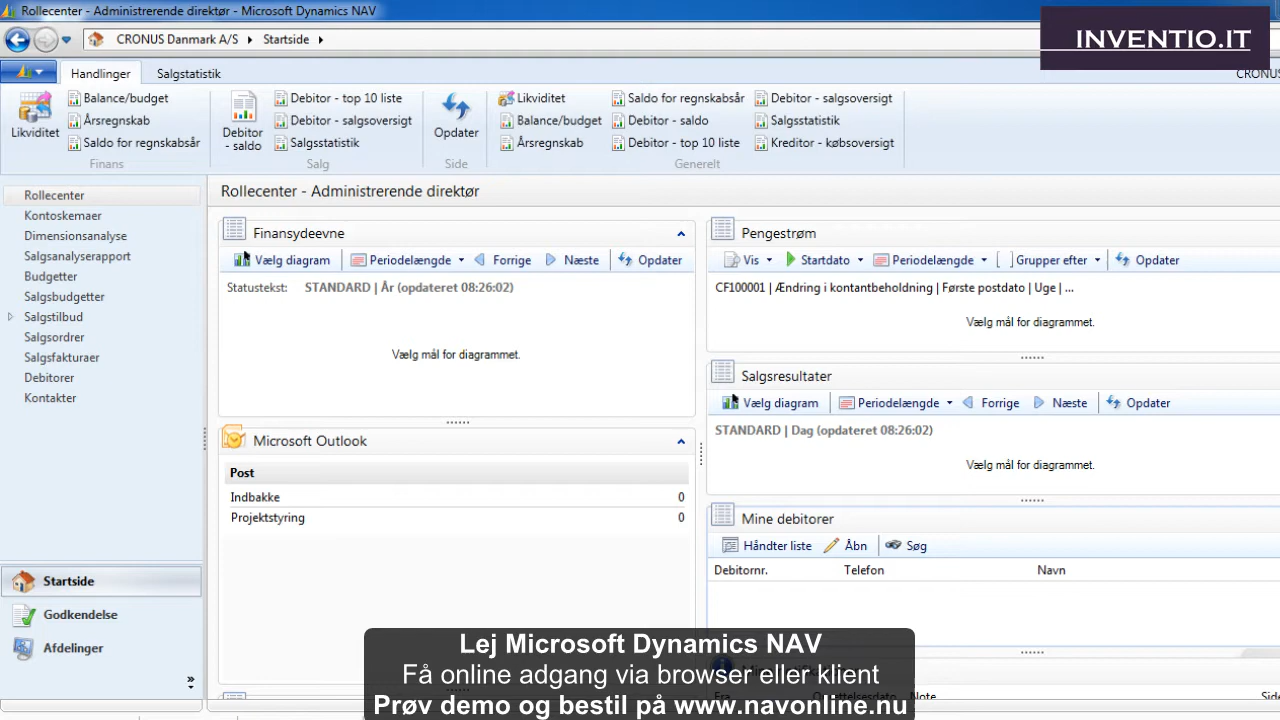 Rollecenter - Administrerende direktør - Microsoft Dynamics NAV
CRONUS Danmark A/S Startside
INVENTIO.IT
CRONUS
Handlinger Salgstatistik
Likviditet
Balance/budget
Årsregnskab
Saldo for regnskabsår
Finans
Debitor - saldo
Debitor - top 10 liste
Debitor - salgsoversigt
Salgsstatistik
Salg
Opdater
Side
Likviditet
Balance/budget
Årsregnskab
Saldo for regnskabsår
Debitor - saldo
Debitor - top 10 liste
Debitor - salgsoversigt
Salgsstatistik
Kreditor - købsoversigt
Generelt
Rollecenter
Kontoskemaer
Dimensionsanalyse
Salgsanalyserapport
Budgetter
Salgsbudgetter
Salgstilbud
Salgsordrer
Salgsfakturaer
Debitorer
Kontakter
Startside
Godkendelse
Afdelinger
Rollecenter - Administrerende direktør
Finansydeevne
Vælg diagram Periodelængde Forrige Næste Opdater
Statustekst: STANDARD | År (opdateret 08:26:02)
Vælg mål for diagrammet.
Microsoft Outlook
Post
Indbakke 0
Projektstyring 0
Pengestrøm
Vis Startdato Periodelængde Grupper efter Opdater
CF100001 | Ændring i kontantbeholdning | Første postdato | Uge | ...
Vælg mål for diagrammet.
Salgsresultater
Vælg diagram Periodelængde Forrige Næste Opdater
STANDARD | Dag (opdateret 08:26:02)
Vælg mål for diagrammet.
Mine debitorer
Håndter liste Åbn Søg
Debitornr. Telefon Navn
Lej Microsoft Dynamics NAV
Få online adgang via browser eller klient
Prøv demo og bestil på www.navonline.nu